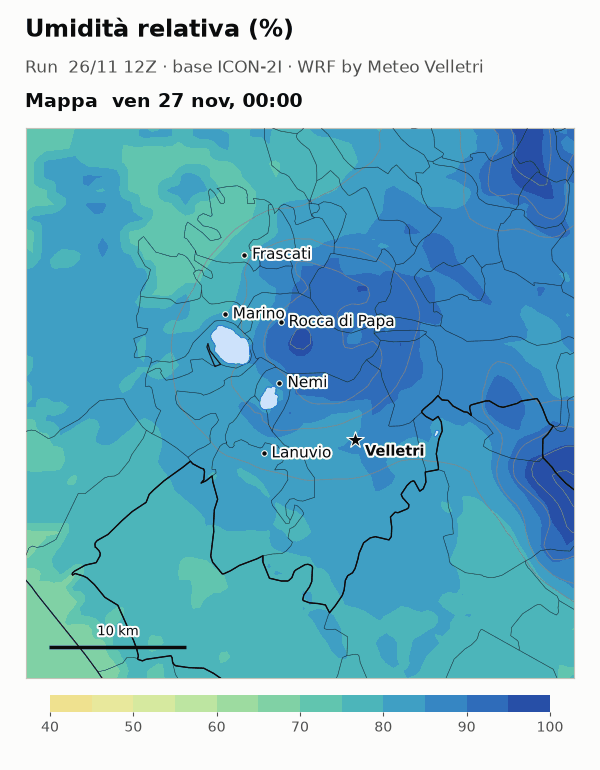 Umidità relativa (%)
Run  26/11 12Z · base ICON-2I · WRF by Meteo Velletri
Mappa  ven 27 nov, 00:00
Frascati
Marino
Rocca di Papa
Nemi
Velletri
Lanuvio
10 km
40 50 60 70 80 90 100